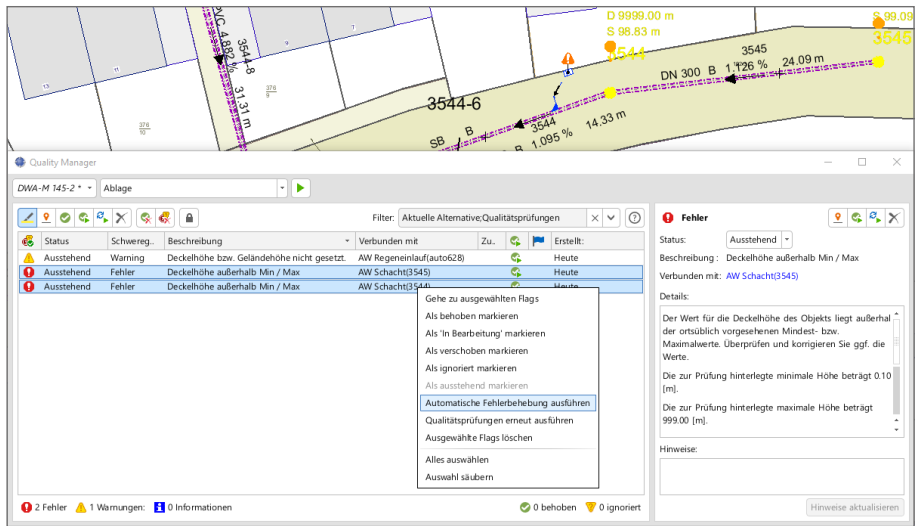 D 9999.00 m
S 98.83 m
3544
S 99.09
3545
PVC 4.882 % 31.31 m
3544-8
3545
DN 300 B 1.126 % 24.09 m
3544-6
3544
SB B
B 1.095 % 14.33 m
13
11
9
7
376
9
376
10
Quality Manager
DWA-M 145-2 *
Ablage
Filter: Aktuelle Alternative;Qualitätsprüfungen
Status Schwereg.. Beschreibung Verbunden mit Zu.. Erstellt:
Ausstehend Warning Deckelhöhe bzw. Geländehöhe nicht gesetzt. AW Regeneinlauf(auto628) Heute
Ausstehend Fehler Deckelhöhe außerhalb Min / Max AW Schacht(3545) Heute
Ausstehend Fehler Deckelhöhe außerhalb Min / Max AW Schacht(3544) Heute
Gehe zu ausgewählten Flags
Als behoben markieren
Als 'In Bearbeitung' markieren
Als verschoben markieren
Als ignoriert markieren
Als ausstehend markieren
Automatische Fehlerbehebung ausführen
Qualitätsprüfungen erneut ausführen
Ausgewählte Flags löschen
Alles auswählen
Auswahl säubern
2 Fehler 1 Warnungen: 0 Informationen
0 behoben 0 ignoriert
Fehler
Status: Ausstehend
Beschreibung : Deckelhöhe außerhalb Min / Max
Verbunden mit: AW Schacht(3545)
Details:
Der Wert für die Deckelhöhe des Objekts liegt außerhal
der ortsüblich vorgesehenen Mindest- bzw.
Maximalwerte. Überprüfen und korrigieren Sie ggf. die
Werte.
Die zur Prüfung hinterlegte minimale Höhe beträgt 0.10
[m].
Die zur Prüfung hinterlegte maximale Höhe beträgt
999.00 [m].
Hinweise:
Hinweise aktualisieren